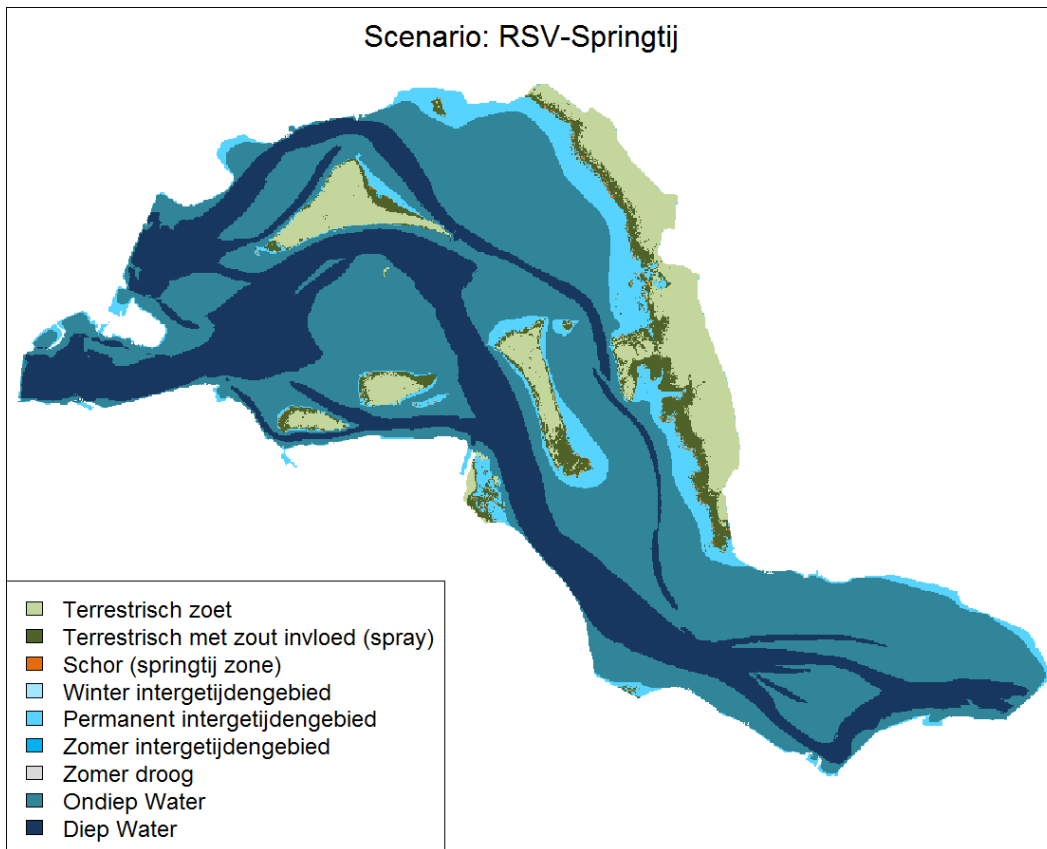 Scenario: RSV-Springtij
Terrestrisch zoet
Terrestrisch met zout invloed (spray)
Schor (springtij zone)
Winter intergetijdengebied
Permanent intergetijdengebied
Zomer intergetijdengebied
Zomer droog
Ondiep Water
Diep Water